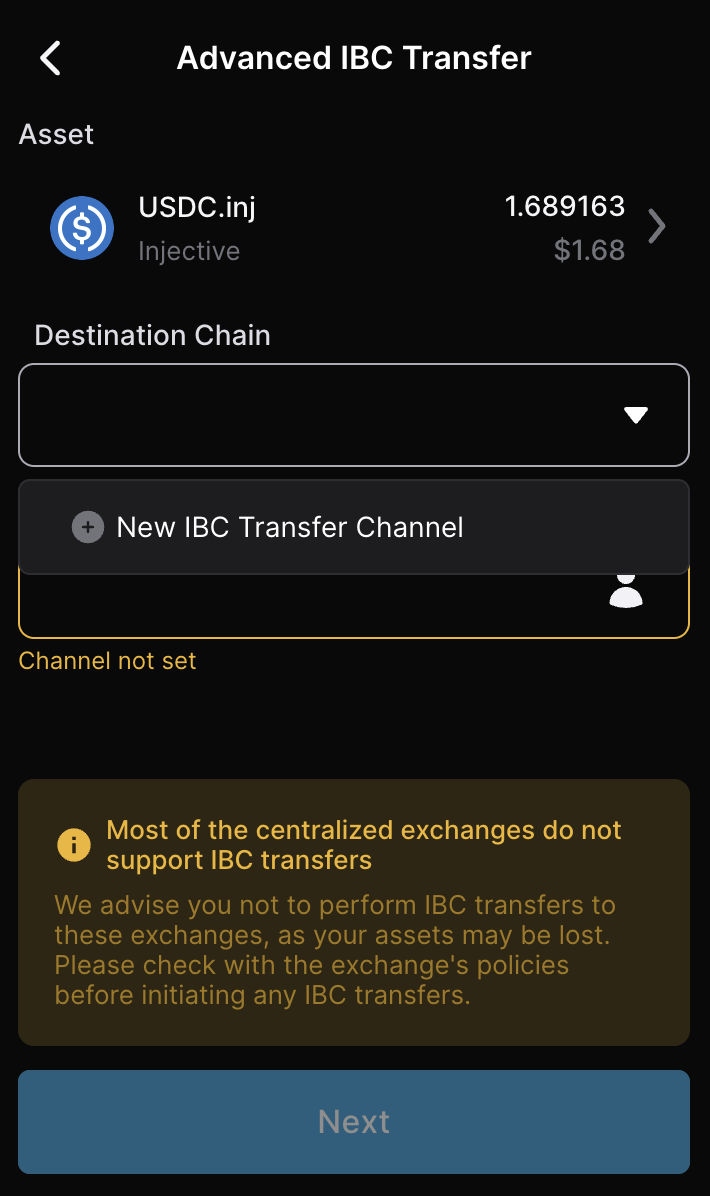 Advanced IBC Transfer
Asset
USDC.inj
1.689163
Injective
$1.68
Destination Chain
New IBC Transfer Channel
Channel not set
Most of the centralized exchanges do not
support IBC transfers
We advise you not to perform IBC transfers to
these exchanges, as your assets may be lost.
Please check with the exchange's policies
before initiating any IBC transfers.
Next